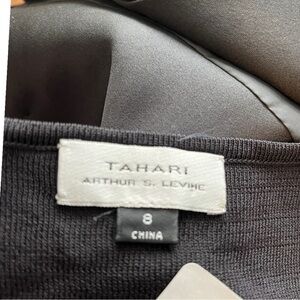 TAHARI
ARTHUR S. LEVINE
8
CHINA